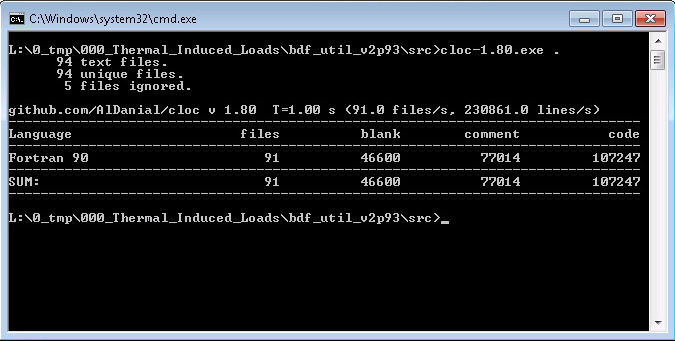 C:\Windows\system32\cmd.exe
L:\0_tmp\000_Thermal_Induced_Loads\bdf_util_v2p93\src>cloc-1.80.exe .
94 text files.
94 unique files.
5 files ignored.
github.com/AlDanial/cloc v 1.80  T=1.00 s (91.0 files/s, 230861.0 lines/s)
-------------------------------------------------------------------------------
Language                     files          blank        comment           code
-------------------------------------------------------------------------------
Fortran 90                      91          46600          77014         107247
-------------------------------------------------------------------------------
SUM:                            91          46600          77014         107247
-------------------------------------------------------------------------------
L:\0_tmp\000_Thermal_Induced_Loads\bdf_util_v2p93\src>_